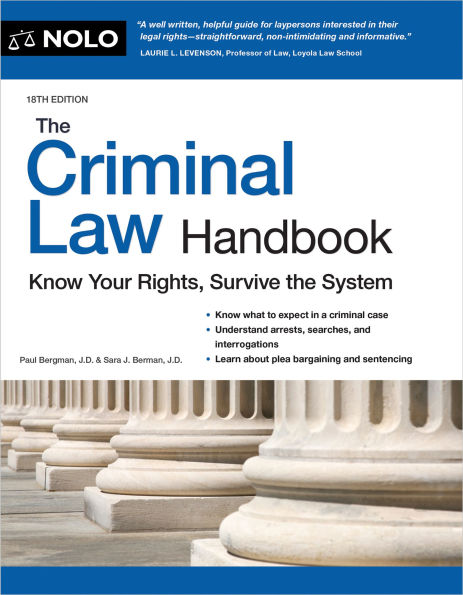 NOLO
“A well written, helpful guide for laypersons interested in their
legal rights—straightforward, non-intimidating and informative.”
LAURIE L. LEVENSON, Professor of Law, Loyola Law School
18TH EDITION
The
Criminal
Law Handbook
Know Your Rights, Survive the System
• Know what to expect in a criminal case
• Understand arrests, searches, and
interrogations
• Learn about plea bargaining and sentencing
Paul Bergman, J.D. & Sara J. Berman, J.D.